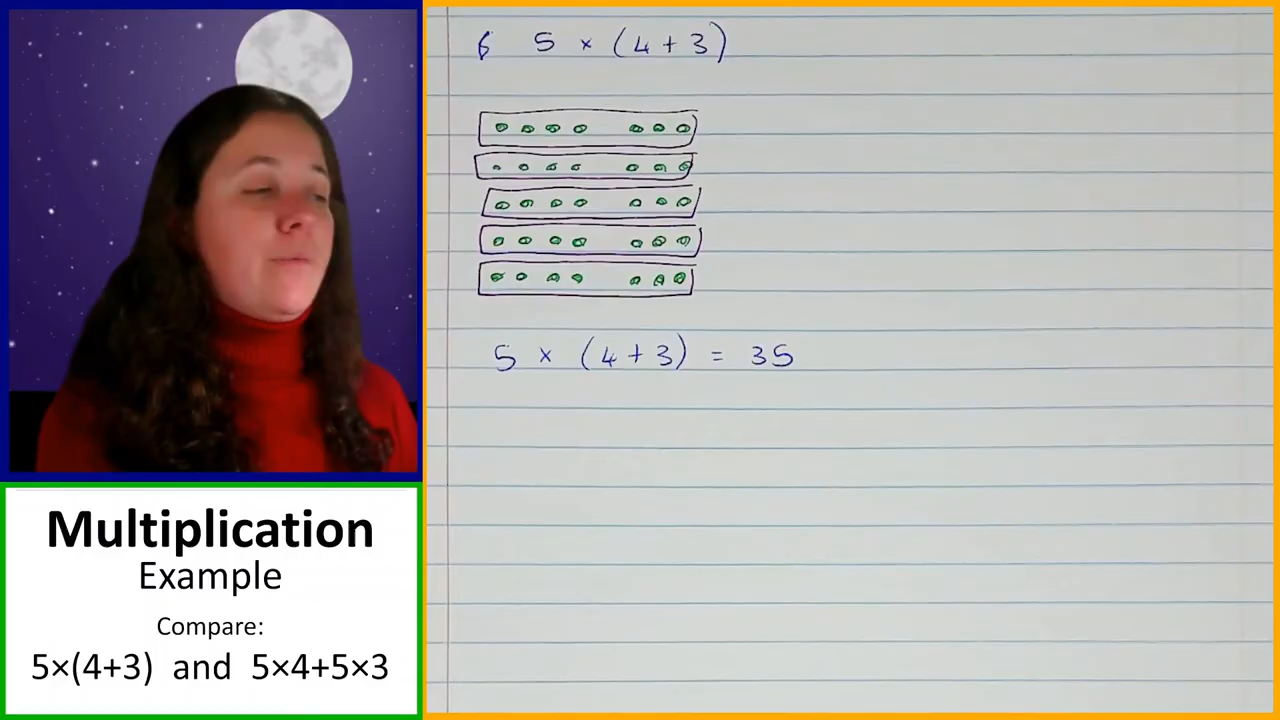 6 5 × (4 + 3)
5 × (4 + 3) = 35
Multiplication
Example
Compare:
5×(4+3) and 5×4+5×3